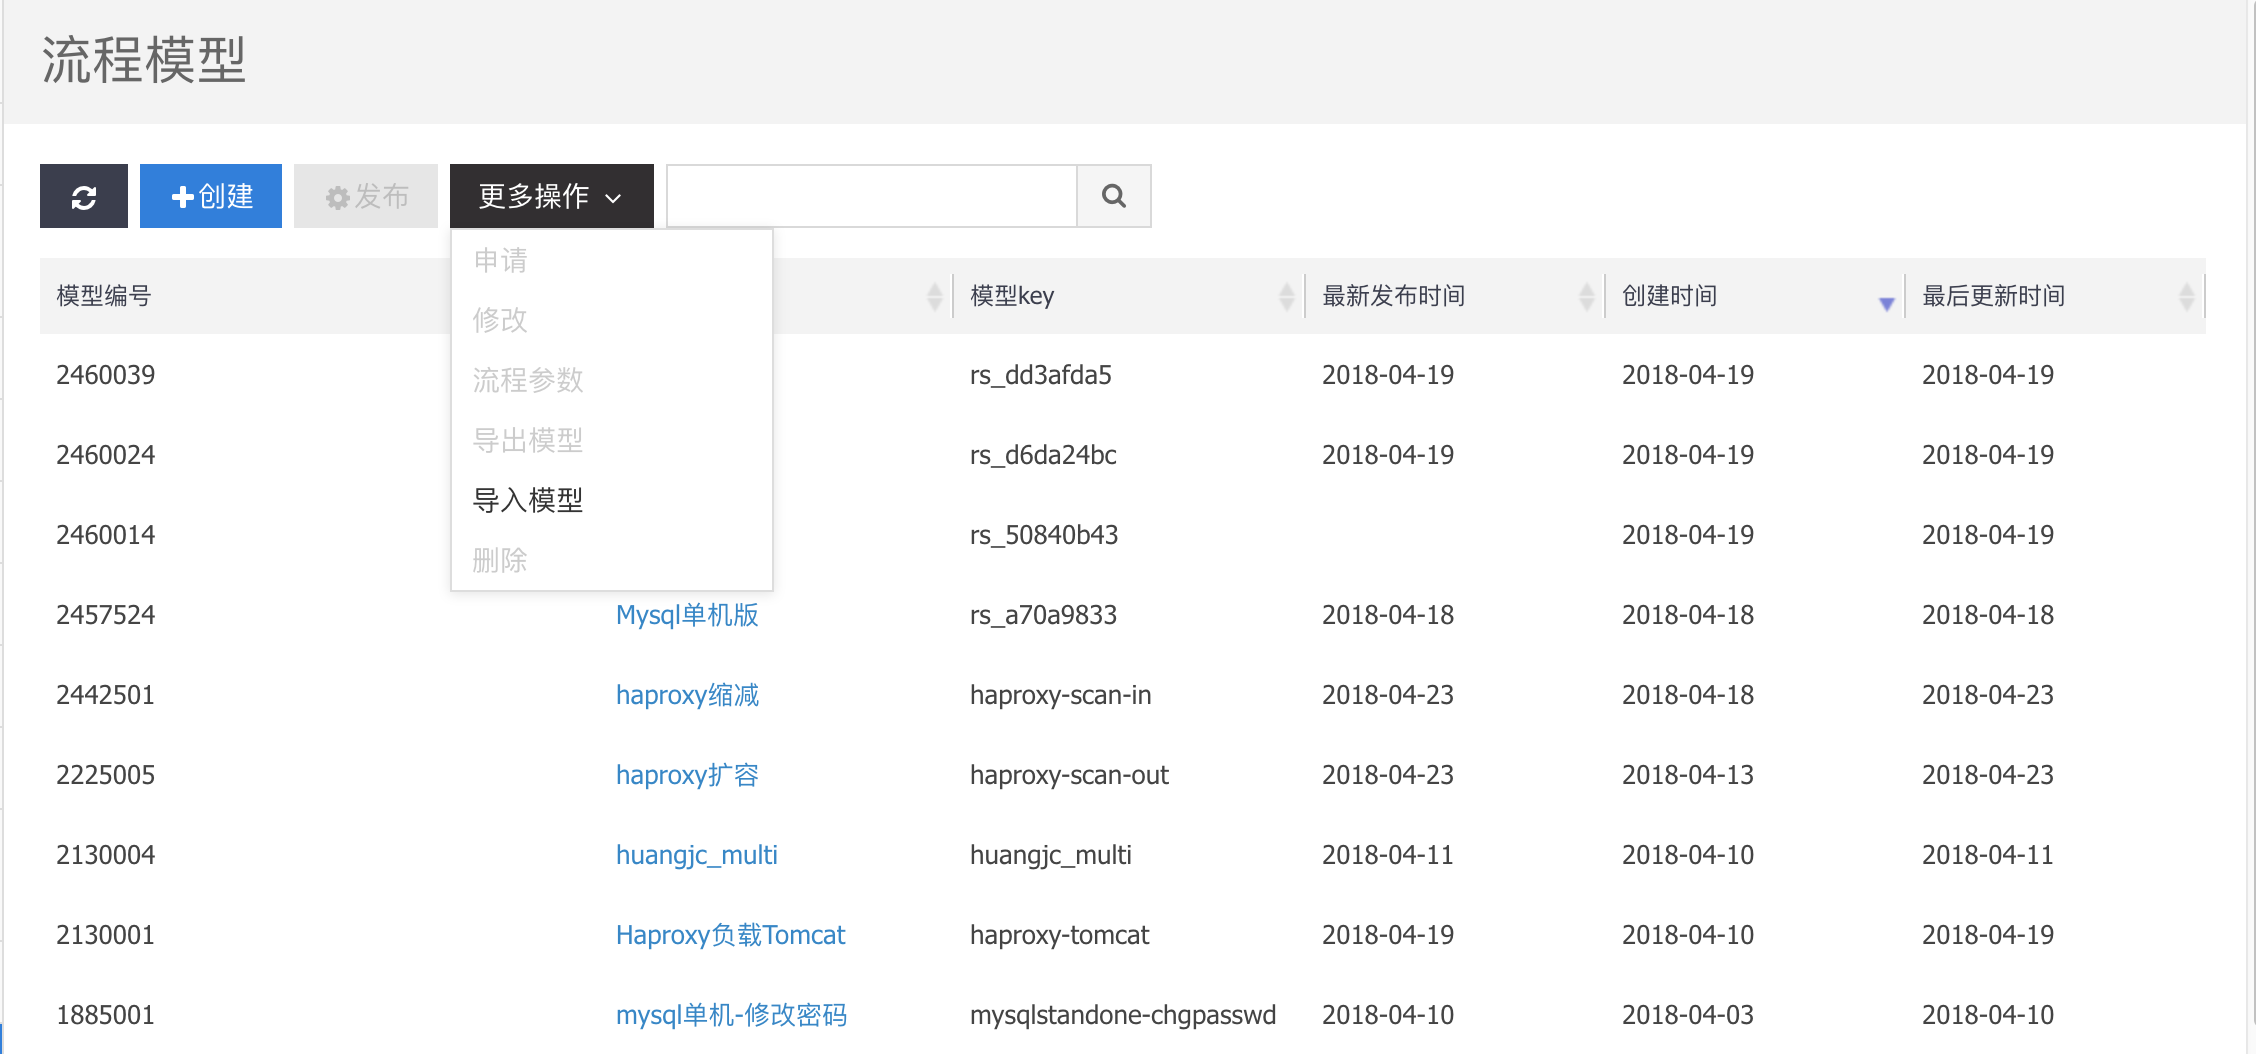 流程模型
创建 发布 更多操作
申请
修改
流程参数
导出模型
导入模型
删除
模型编号 模型key 最新发布时间 创建时间 最后更新时间
2460039 rs_dd3afda5 2018-04-19 2018-04-19 2018-04-19
2460024 rs_d6da24bc 2018-04-19 2018-04-19 2018-04-19
2460014 rs_50840b43 2018-04-19 2018-04-19
2457524 Mysql单机版 rs_a70a9833 2018-04-18 2018-04-18 2018-04-18
2442501 haproxy缩减 haproxy-scan-in 2018-04-23 2018-04-18 2018-04-23
2225005 haproxy扩容 haproxy-scan-out 2018-04-23 2018-04-13 2018-04-23
2130004 huangjc_multi huangjc_multi 2018-04-11 2018-04-10 2018-04-11
2130001 Haproxy负载Tomcat haproxy-tomcat 2018-04-19 2018-04-10 2018-04-19
1885001 mysql单机-修改密码 mysqlstandone-chgpasswd 2018-04-10 2018-04-03 2018-04-10